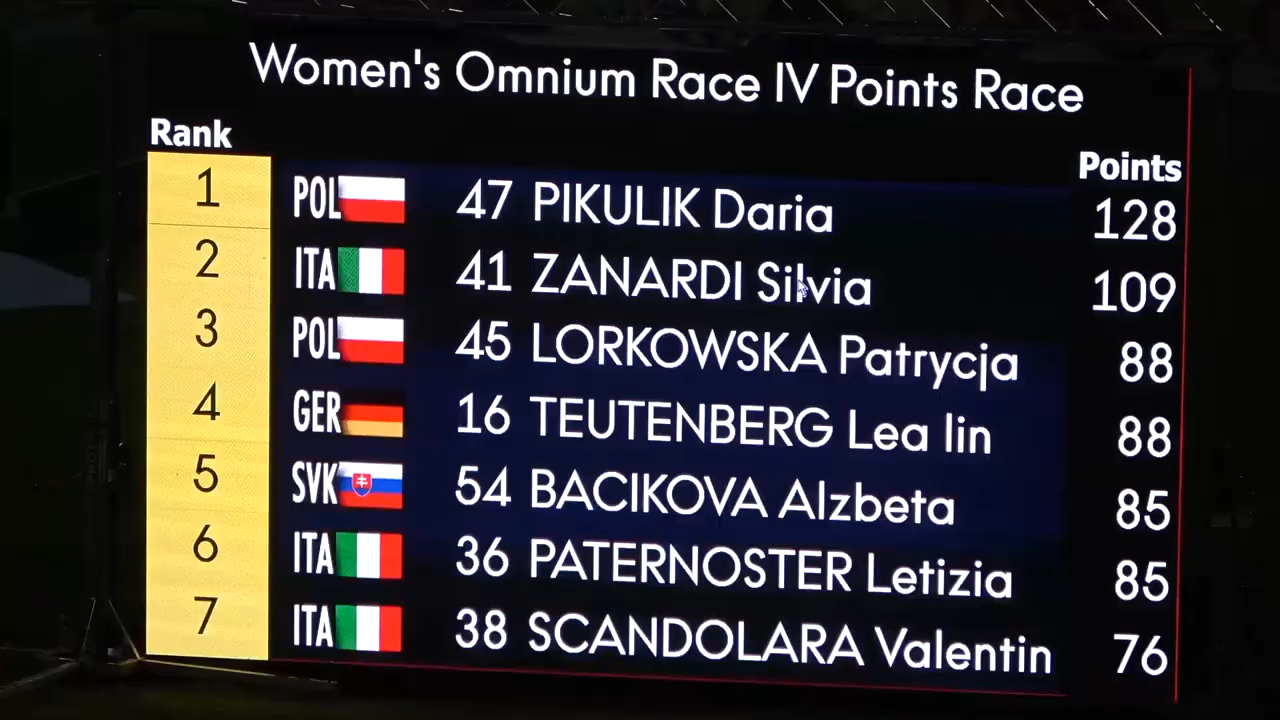 Women's Omnium Race IV Points Race
Rank Points
1 POL 47 PIKULIK Daria 128
2 ITA 41 ZANARDI Silvia 109
3 POL 45 LORKOWSKA Patrycja 88
4 GER 16 TEUTENBERG Lea lin 88
5 SVK 54 BACIKOVA Alzbeta 85
6 ITA 36 PATERNOSTER Letizia 85
7 ITA 38 SCANDOLARA Valentin 76